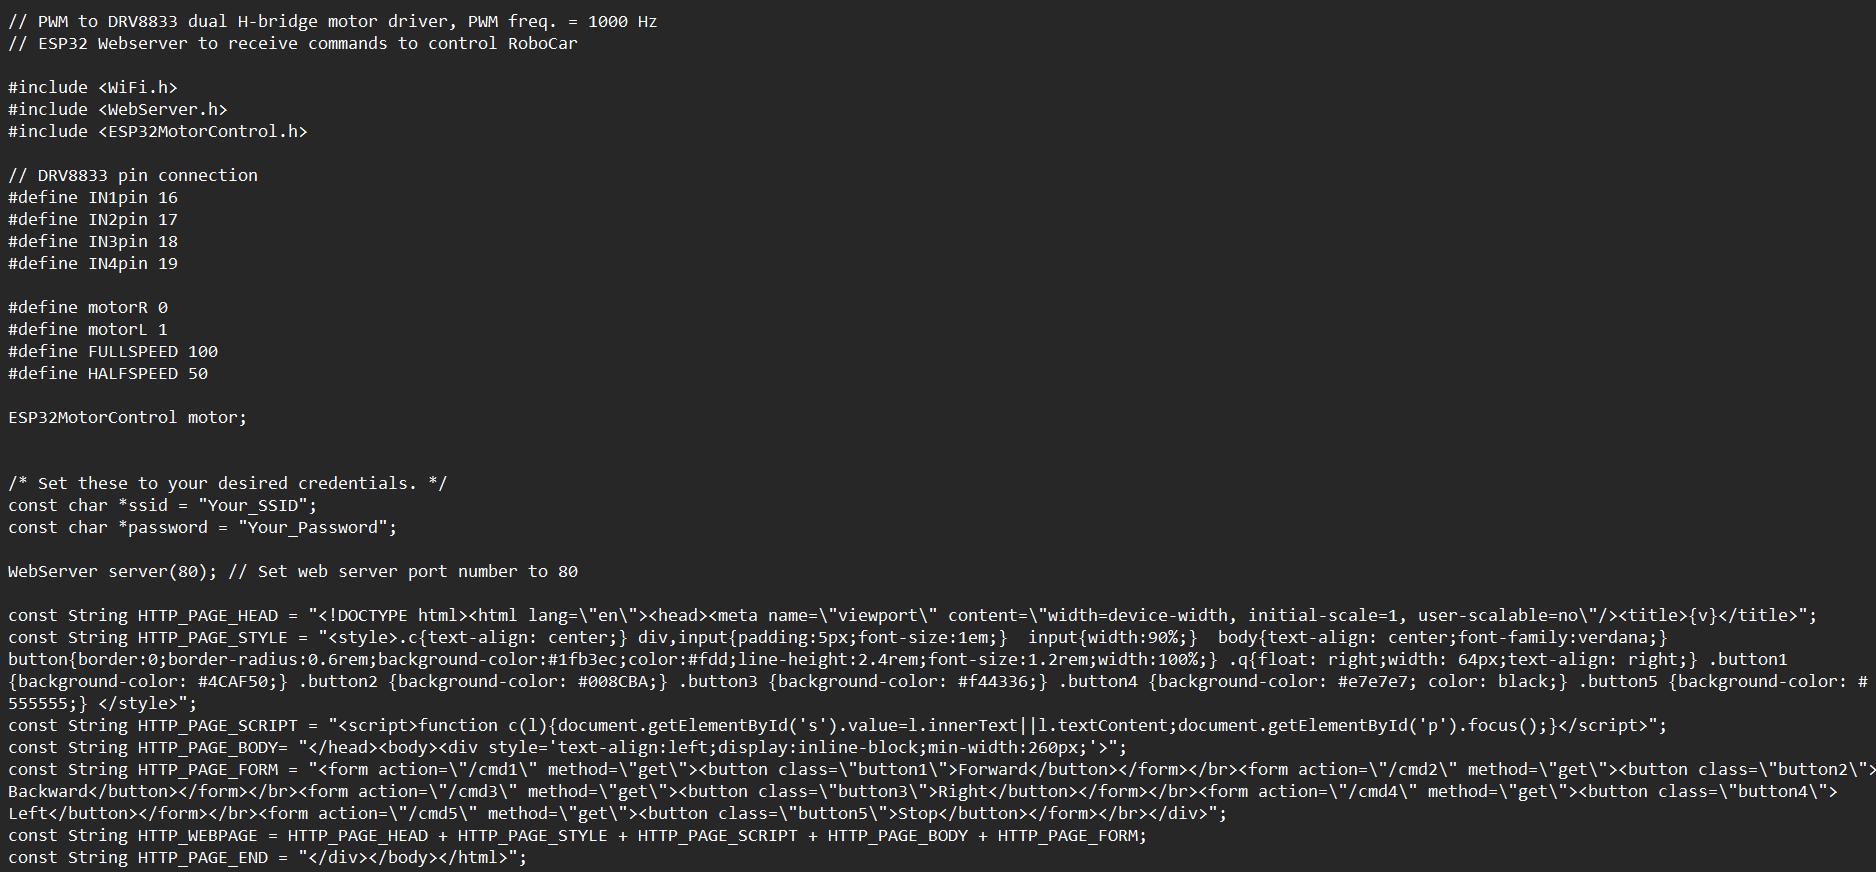 // PWM to DRV8833 dual H-bridge motor driver, PWM freq. = 1000 Hz
// ESP32 Webserver to receive commands to control RoboCar
#include <WiFi.h>
#include <WebServer.h>
#include <ESP32MotorControl.h>
// DRV8833 pin connection
#define IN1pin 16
#define IN2pin 17
#define IN3pin 18
#define IN4pin 19
#define motorR 0
#define motorL 1
#define FULLSPEED 100
#define HALFSPEED 50
ESP32MotorControl motor;
/* Set these to your desired credentials. */
const char *ssid = "Your_SSID";
const char *password = "Your_Password";
WebServer server(80); // Set web server port number to 80
const String HTTP_PAGE_HEAD = "<!DOCTYPE html><html lang=\"en\"><head><meta name=\"viewport\" content=\"width=device-width, initial-scale=1, user-scalable=no\"/><title>{v}</title>";
const String HTTP_PAGE_STYLE = "<style>.c{text-align: center;} div,input{padding:5px;font-size:1em;}  input{width:90%;}  body{text-align: center;font-family:verdana;}
button{border:0;border-radius:0.6rem;background-color:#1fb3ec;color:#fdd;line-height:2.4rem;font-size:1.2rem;width:100%;} .q{float: right;width: 64px;text-align: right;} .button1
{background-color: #4CAF50;} .button2 {background-color: #008CBA;} .button3 {background-color: #f44336;} .button4 {background-color: #e7e7e7; color: black;} .button5 {background-color: #
555555;} </style>";
const String HTTP_PAGE_SCRIPT = "<script>function c(l){document.getElementById('s').value=l.innerText||l.textContent;document.getElementById('p').focus();}</script>";
const String HTTP_PAGE_BODY= "</head><body><div style='text-align:left;display:inline-block;min-width:260px;'>";
const String HTTP_PAGE_FORM = "<form action=\"/cmd1\" method=\"get\"><button class=\"button1\">Forward</button></form></br><form action=\"/cmd2\" method=\"get\"><button class=\"button2\">
Backward</button></form></br><form action=\"/cmd3\" method=\"get\"><button class=\"button3\">Right</button></form></br><form action=\"/cmd4\" method=\"get\"><button class=\"button4\">
Left</button></form></br><form action=\"/cmd5\" method=\"get\"><button class=\"button5\">Stop</button></form></br></div>";
const String HTTP_WEBPAGE = HTTP_PAGE_HEAD + HTTP_PAGE_STYLE + HTTP_PAGE_SCRIPT + HTTP_PAGE_BODY + HTTP_PAGE_FORM;
const String HTTP_PAGE_END = "</div></body></html>";